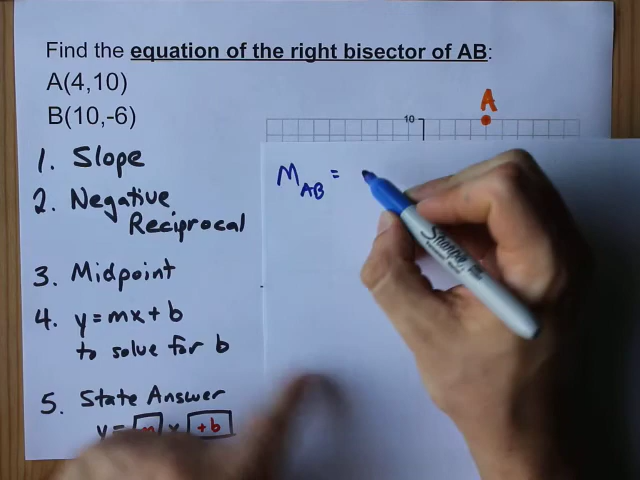 Find the equation of the right bisector of AB:
A(4,10)
B(10,-6)
1. Slope
2. Negative
Reciprocal
3. Midpoint
4. y=mx+b
to solve for b
5. State Answer
y = m x +b
10
A
M AB =
Sharpie